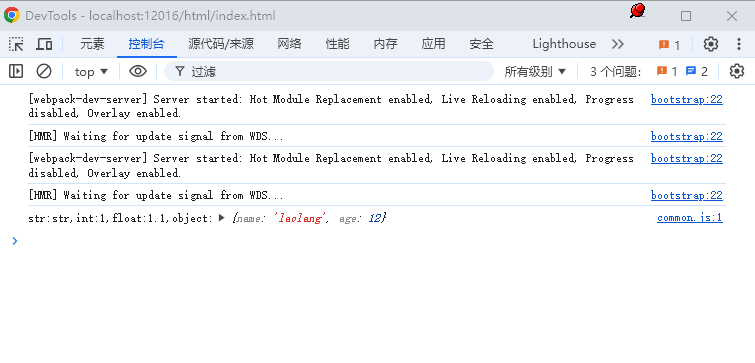 DevTools - localhost:12016/html/index.html
元素 控制台 源代码/来源 网络 性能 内存 应用 安全 Lighthouse 1
top 过滤 所有级别 3 个问题: 1 2
[webpack-dev-server] Server started: Hot Module Replacement enabled, Live Reloading enabled, Progress bootstrap:22
disabled, Overlay enabled.
[HMR] Waiting for update signal from WDS... bootstrap:22
[webpack-dev-server] Server started: Hot Module Replacement enabled, Live Reloading enabled, Progress bootstrap:22
disabled, Overlay enabled.
[HMR] Waiting for update signal from WDS... bootstrap:22
str:str,int:1,float:1.1,object: {name: 'laolang', age: 12} common.js:1